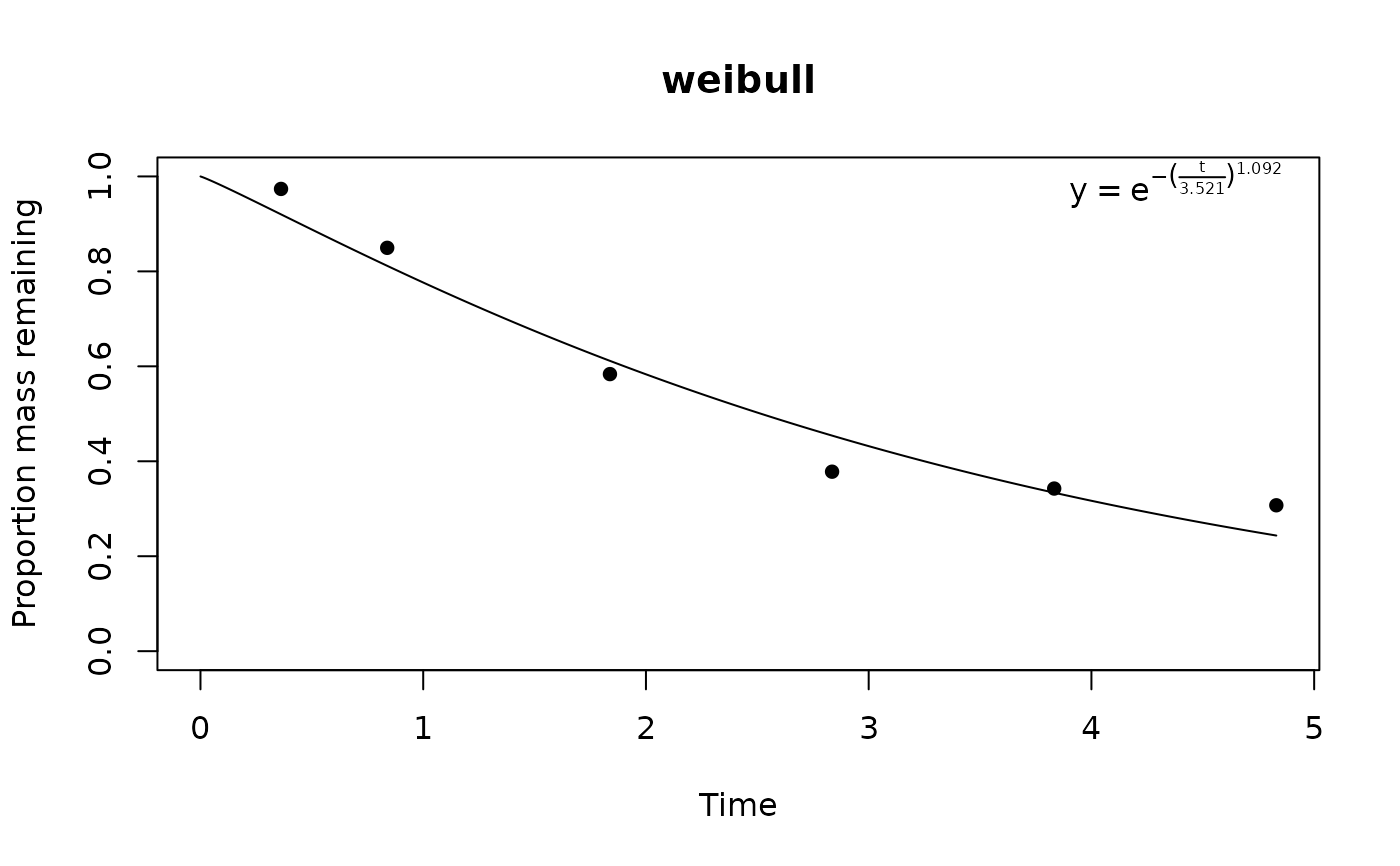 weibull
y = e^−(t/3.521)^1.092
Proportion mass remaining
1.0
0.8
0.6
0.4
0.2
0.0
0 1 2 3 4 5
Time